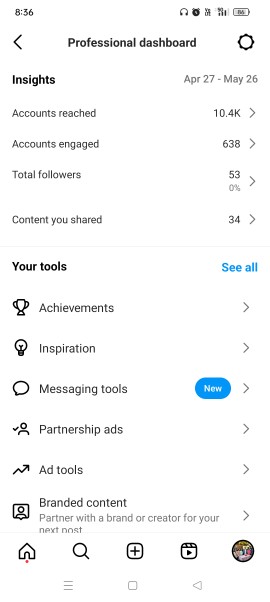 8:36
86
Professional dashboard
Insights Apr 27 - May 26
Accounts reached 10.4K
Accounts engaged 638
Total followers 53
0%
Content you shared 34
Your tools See all
Achievements
Inspiration
Messaging tools New
Partnership ads
Ad tools
Branded content
Partner with a brand or creator for your
next post